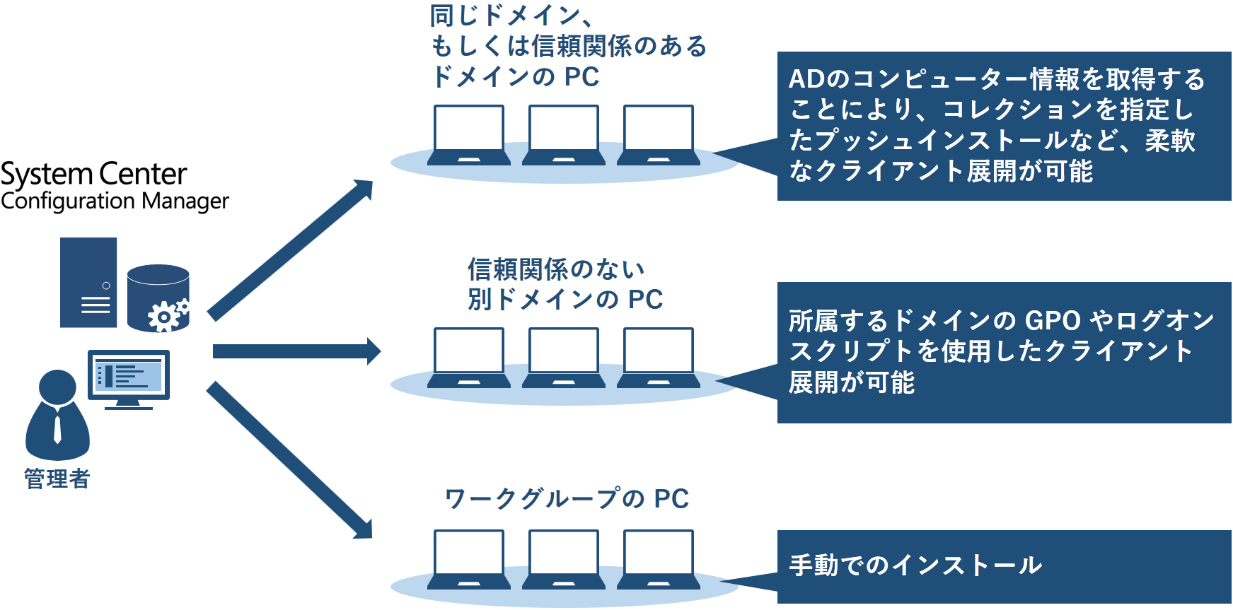 同じドメイン、
もしくは信頼関係のある
ドメインの PC
ADのコンピューター情報を取得する
ことにより、コレクションを指定し
たプッシュインストールなど、柔軟
なクライアント展開が可能
System Center
Configuration Manager
信頼関係のない
別ドメインの PC
所属するドメインの GPO やログオン
スクリプトを使用したクライアント
展開が可能
管理者
ワークグループの PC
手動でのインストール